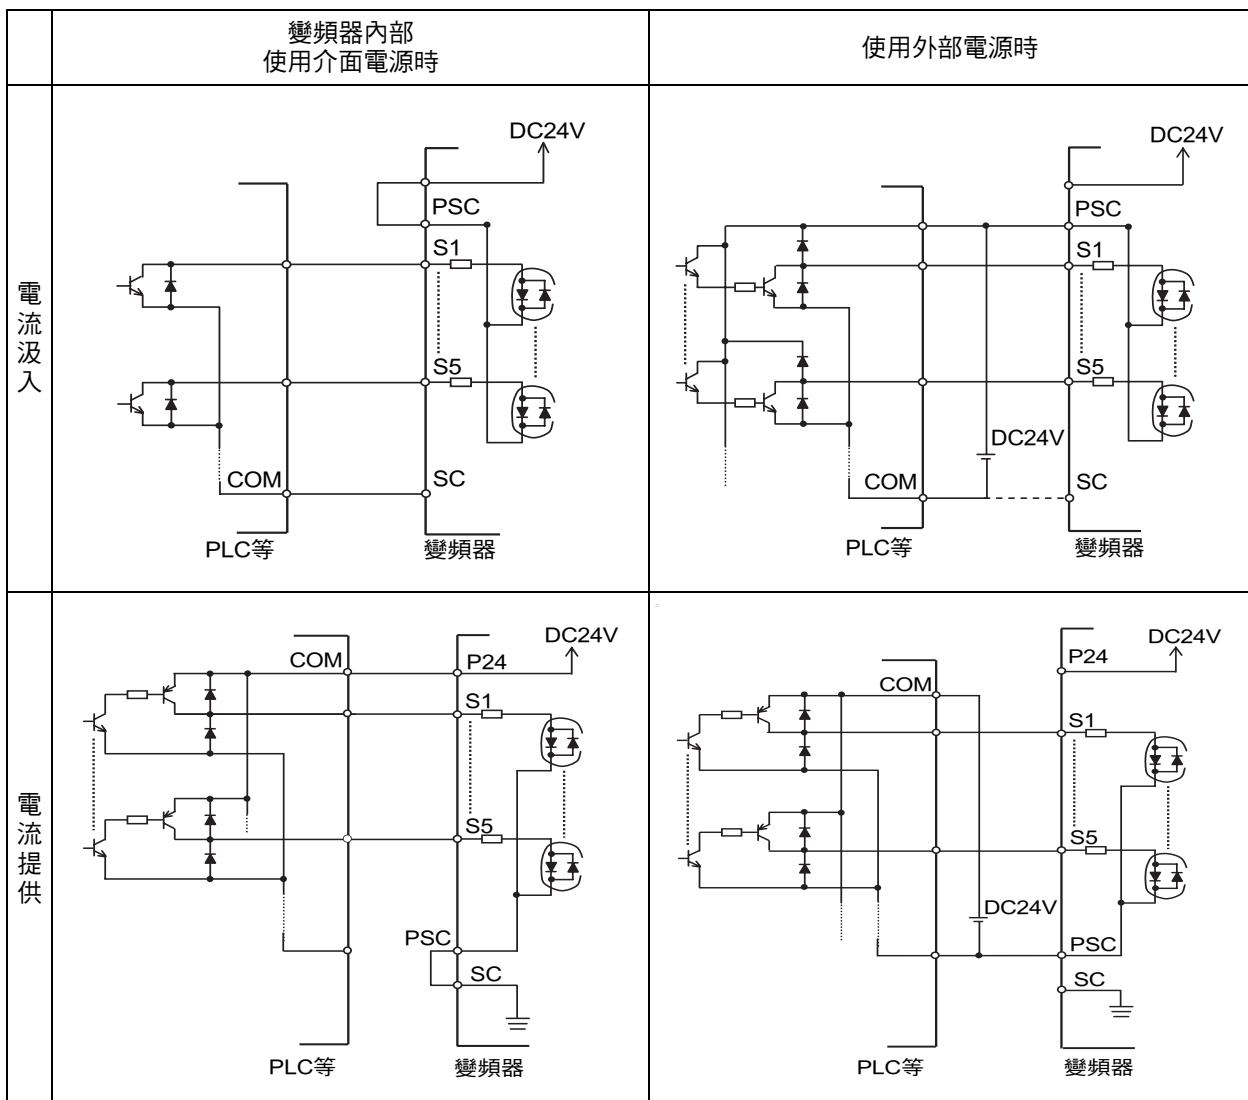 變頻器內部
使用介面電源時
使用外部電源時
電流汲入
DC24V
PSC
S1
S5
COM
SC
PLC等
變頻器
DC24V
PSC
S1
S5
DC24V
COM
SC
PLC等
變頻器
電流提供
DC24V
COM
P24
S1
S5
PSC
SC
PLC等
變頻器
DC24V
P24
COM
S1
S5
DC24V
PSC
SC
PLC等
變頻器